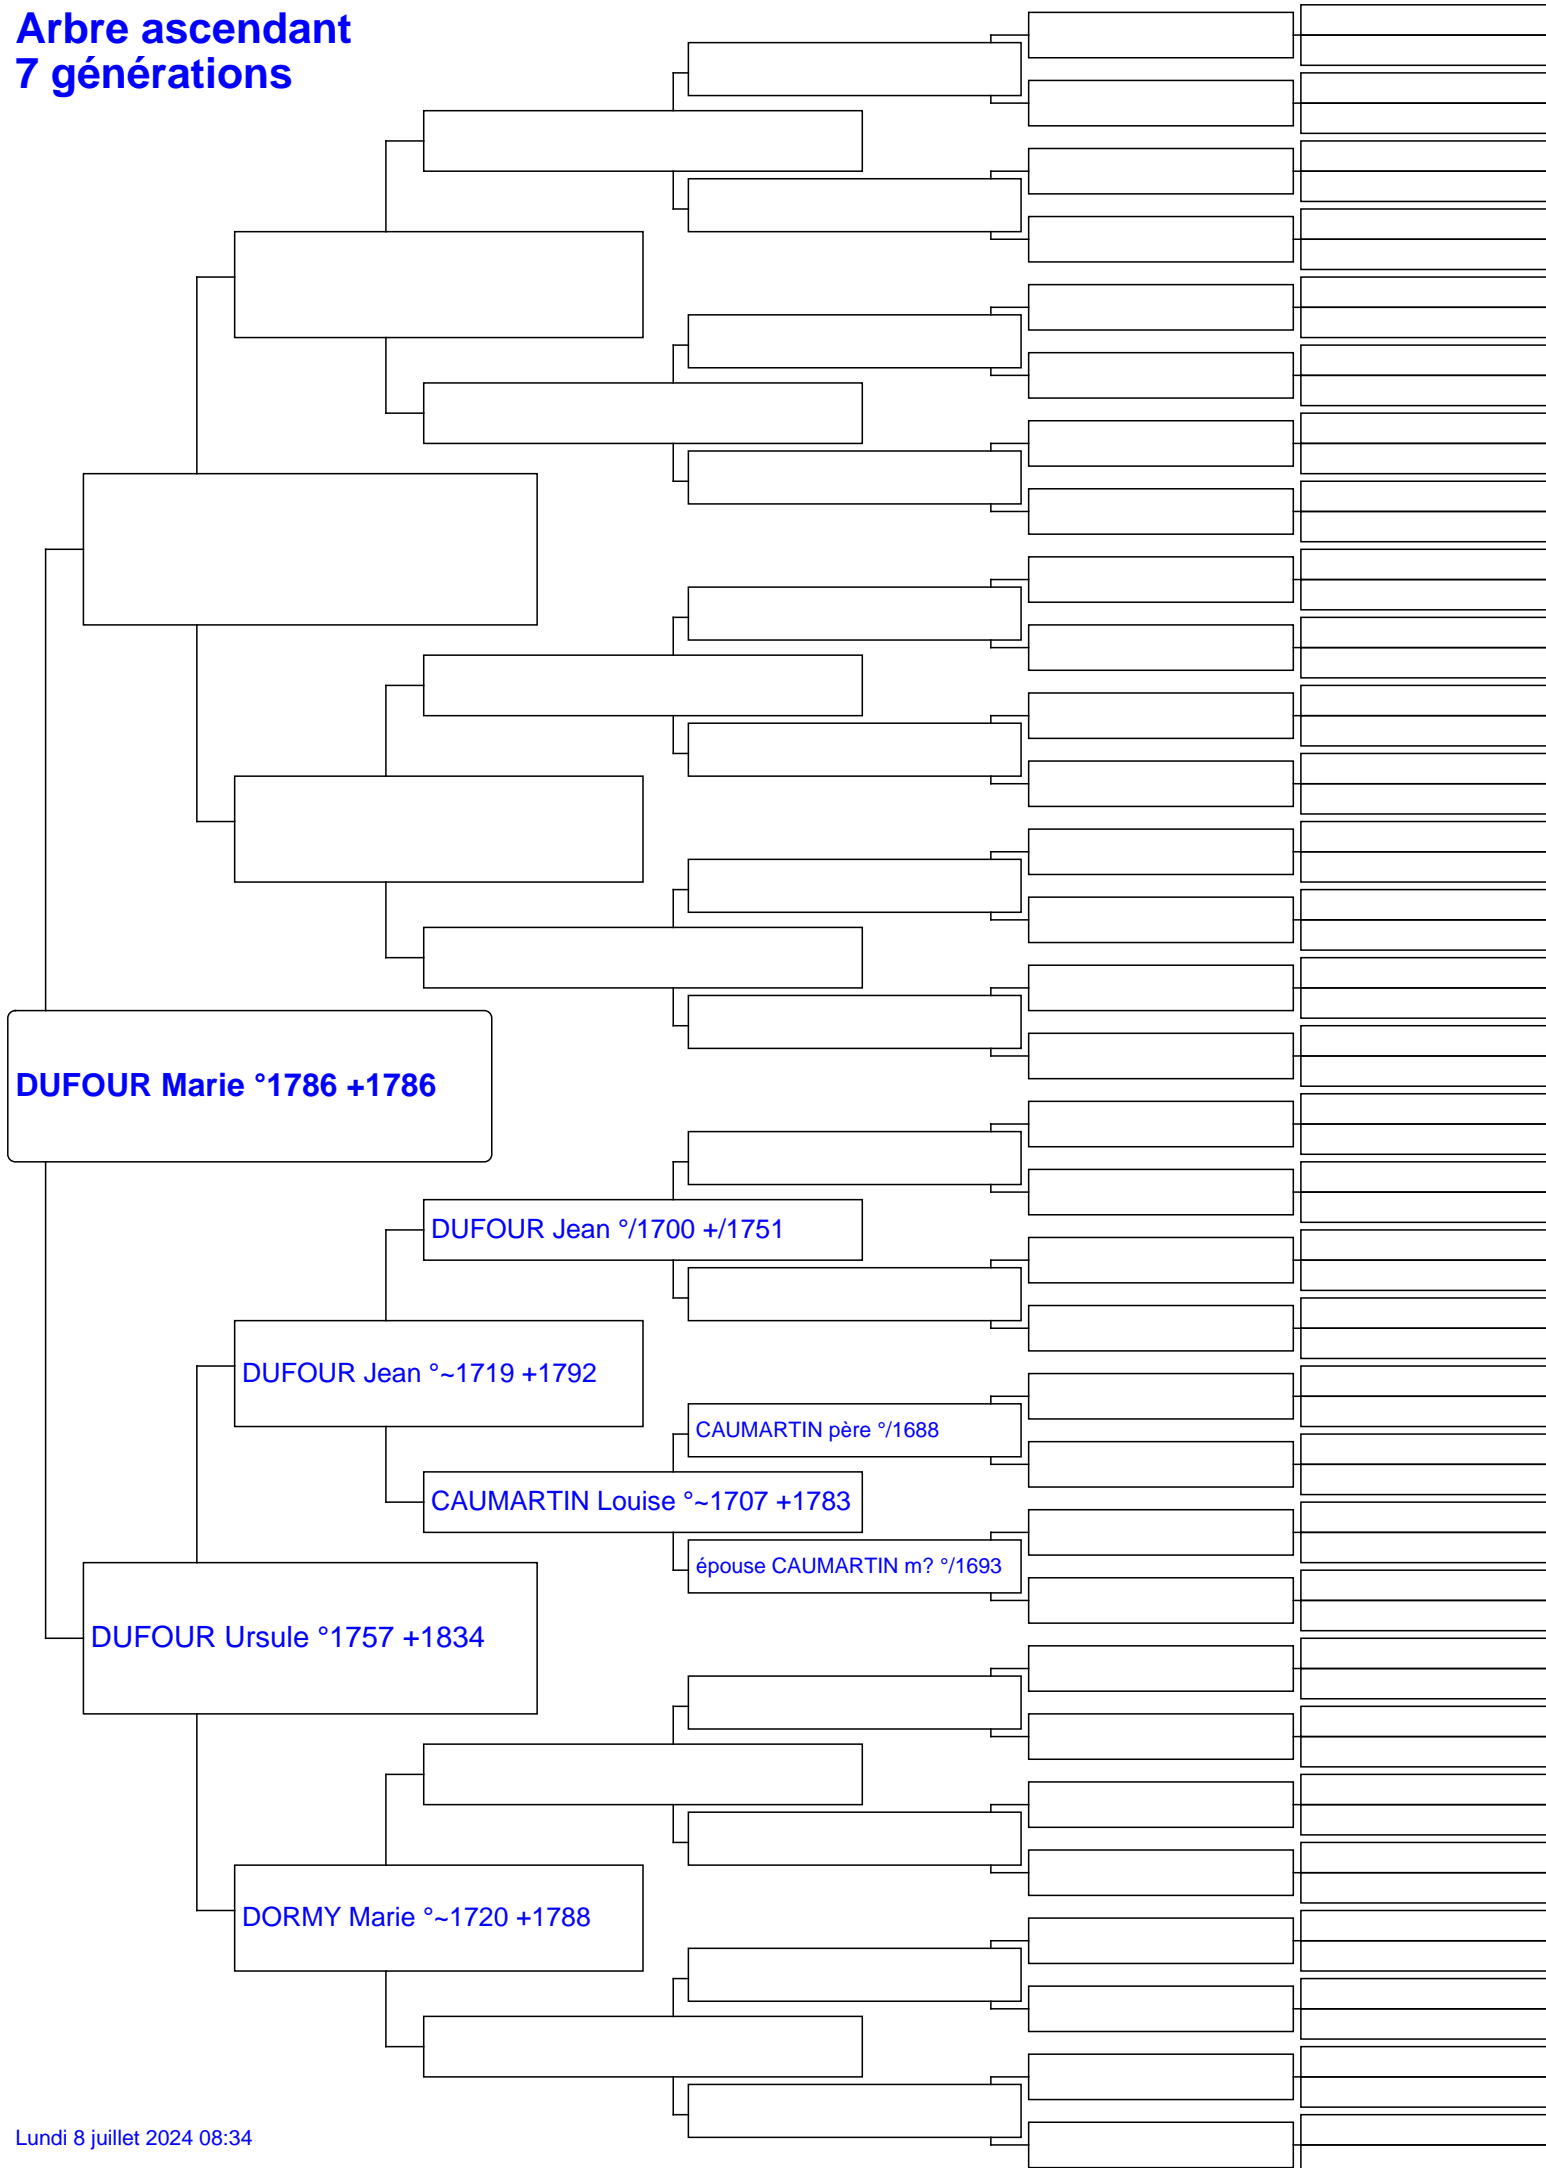 Arbre ascendant
7 générations
DUFOUR Marie °1786 +1786
DUFOUR Jean °/1700 +/1751
DUFOUR Jean °~1719 +1792
CAUMARTIN père °/1688
CAUMARTIN Louise °~1707 +1783
épouse CAUMARTIN m? °/1693
DUFOUR Ursule °1757 +1834
DORMY Marie °~1720 +1788
Lundi 8 juillet 2024 08:34